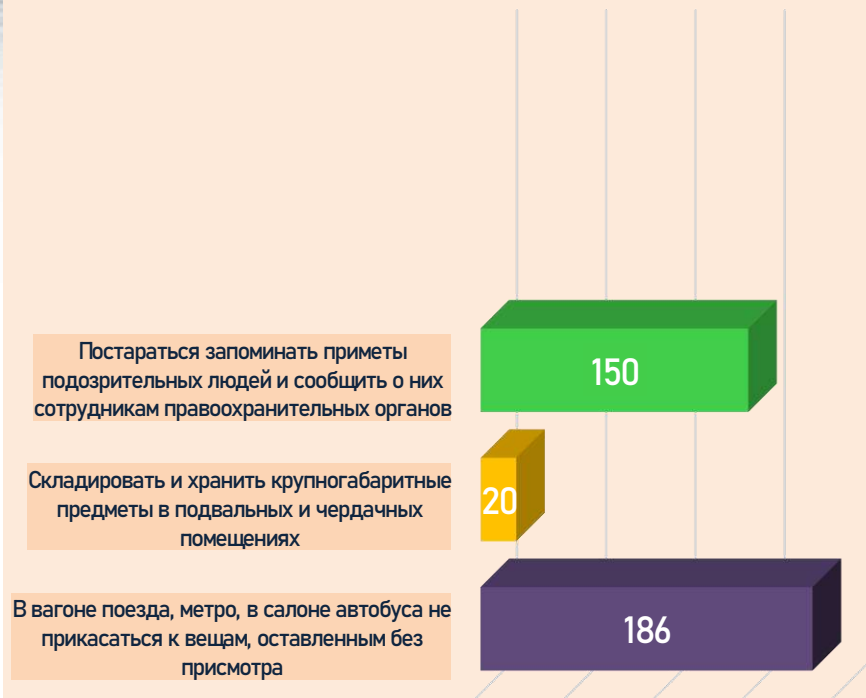 Постараться запоминать приметы
подозрительных людей и сообщить о них
сотрудникам правоохранительных органов
150
Складировать и хранить крупногабаритные
предметы в подвальных и чердачных
помещениях
20
В вагоне поезда, метро, в салоне автобуса не
прикасаться к вещам, оставленным без
присмотра
186